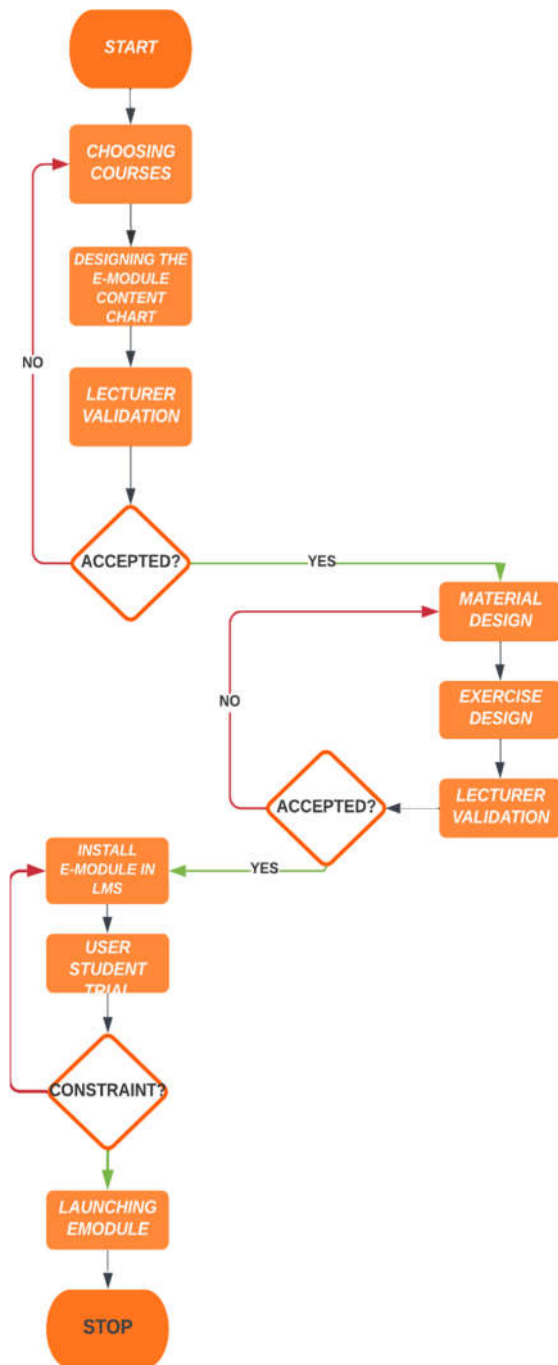 START
CHOOSING
COURSES
DESIGNING THE
E-MODULE
CONTENT
CHART
NO
LECTURER
VALIDATION
ACCEPTED?
YES
MATERIAL
DESIGN
NO
EXERCISE
DESIGN
ACCEPTED?
LECTURER
VALIDATION
INSTALL
E-MODULE IN
LMS
YES
USER
STUDENT
TRIAL
CONSTRAINT?
LAUNCHING
EMODULE
STOP